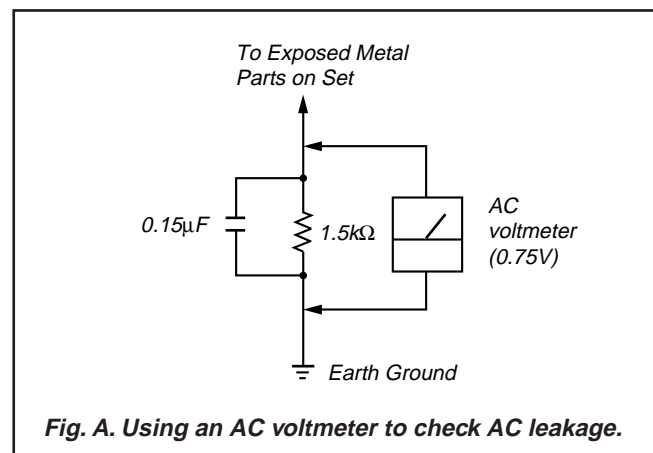 To Exposed Metal
Parts on Set
0.15μF
1.5kΩ
AC
voltmeter
(0.75V)
Earth Ground
Fig. A. Using an AC voltmeter to check AC leakage.